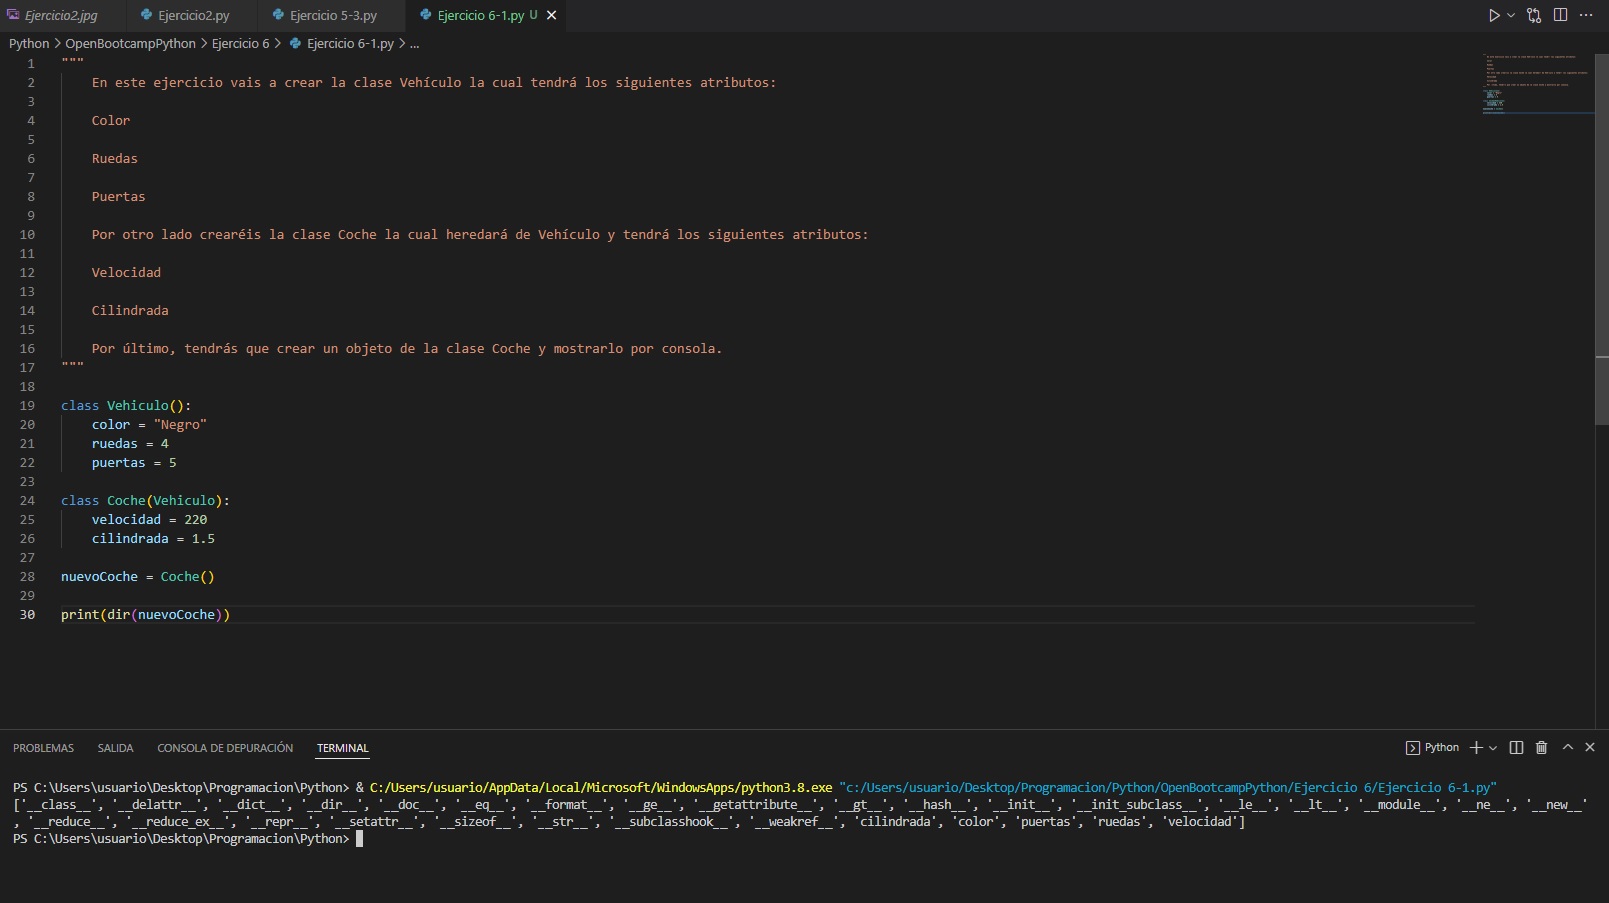 Ejercicio2.jpg Ejercicio2.py Ejercicio 5-3.py Ejercicio 6-1.py U
Python > OpenBootcampPython > Ejercicio 6 > Ejercicio 6-1.py > ...
1 """
2 En este ejercicio vais a crear la clase Vehículo la cual tendrá los siguientes atributos:
3
4 Color
5
6 Ruedas
7
8 Puertas
9
10 Por otro lado crearéis la clase Coche la cual heredará de Vehículo y tendrá los siguientes atributos:
11
12 Velocidad
13
14 Cilindrada
15
16 Por último, tendrás que crear un objeto de la clase Coche y mostrarlo por consola.
17 """
18
19 class Vehiculo():
20 color = "Negro"
21 ruedas = 4
22 puertas = 5
23
24 class Coche(Vehiculo):
25 velocidad = 220
26 cilindrada = 1.5
27
28 nuevoCoche = Coche()
29
30 print(dir(nuevoCoche))
PROBLEMAS SALIDA CONSOLA DE DEPURACIÓN TERMINAL Python
PS C:\Users\usuario\Desktop\Programacion\Python> & C:/Users/usuario/AppData/Local/Microsoft/WindowsApps/python3.8.exe "c:/Users/usuario/Desktop/Programacion/Python/OpenBootcampPython/Ejercicio 6/Ejercicio 6-1.py"
['__class__', '__delattr__', '__dict__', '__dir__', '__doc__', '__eq__', '__format__', '__ge__', '__getattribute__', '__gt__', '__hash__', '__init__', '__init_subclass__', '__le__', '__lt__', '__module__', '__ne__', '__new__'
, '__reduce__', '__reduce_ex__', '__repr__', '__setattr__', '__sizeof__', '__str__', '__subclasshook__', '__weakref__', 'cilindrada', 'color', 'puertas', 'ruedas', 'velocidad']
PS C:\Users\usuario\Desktop\Programacion\Python>